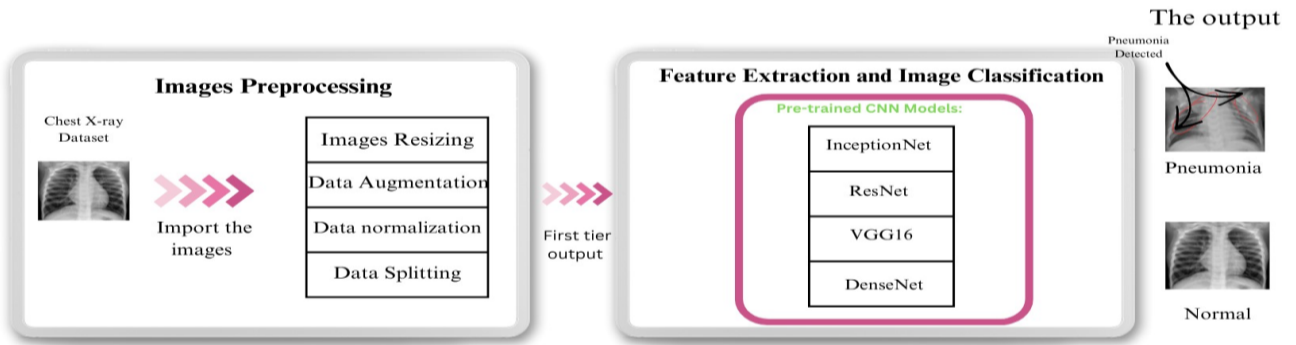 Images Preprocessing
Chest X-ray
Dataset
Import the
images
Images Resizing
Data Augmentation
Data normalization
Data Splitting
First tier
output
Feature Extraction and Image Classification
Pre-trained CNN Models:
InceptionNet
ResNet
VGG16
DenseNet
The output
Pneumonia
Detected
Pneumonia
Normal